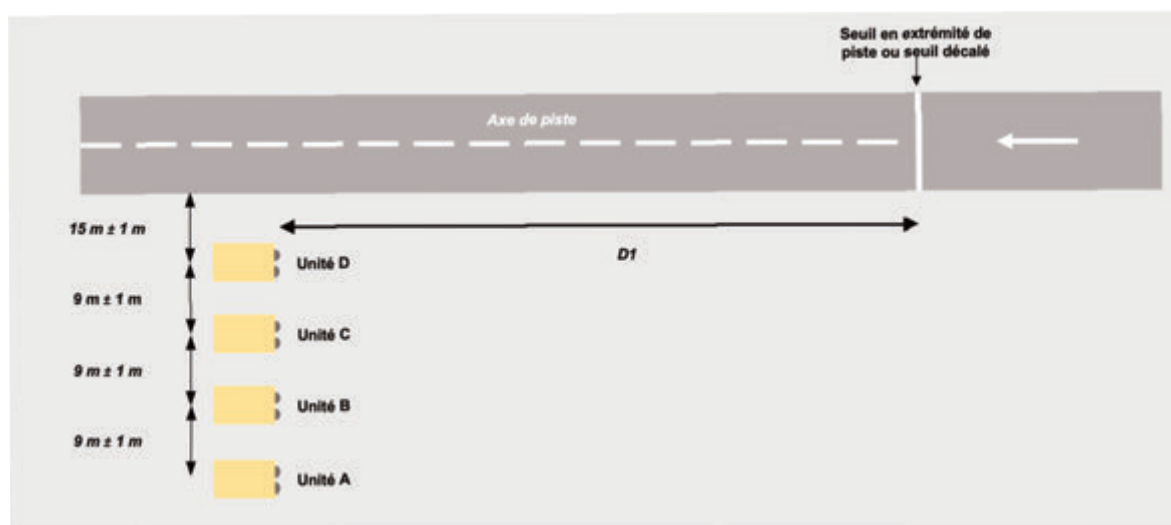 Seuil en extrémité de
piste ou seuil décalé
Axe de piste
15 m ± 1 m
D1
Unité D
9 m ± 1 m
Unité C
9 m ± 1 m
Unité B
9 m ± 1 m
Unité A